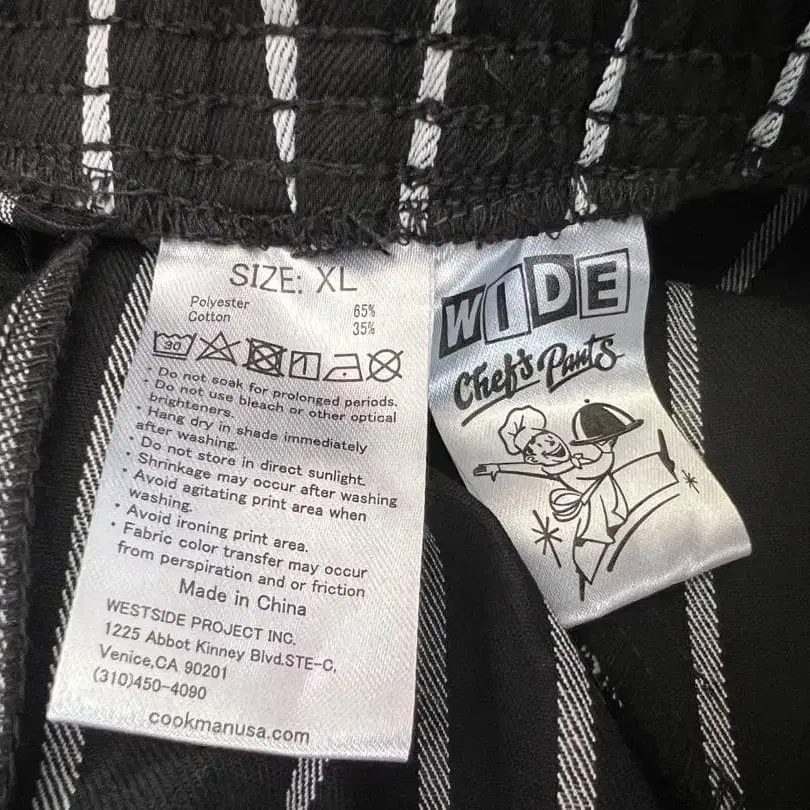 SIZE: XL
Polyester 65%
Cotton 35%
30
• Do not soak for prolonged periods.
• Do not use bleach or other optical
brighteners.
• Hang dry in shade immediately
after washing.
• Do not store in direct sunlight.
• Shrinkage may occur after washing
• Avoid agitating print area when
washing.
• Avoid ironing print area.
• Fabric color transfer may occur
from perspiration and or friction
Made in China
WESTSIDE PROJECT INC.
1225 Abbot Kinney Blvd.STE-C,
Venice,CA 90201
(310)450-4090
cookmanusa.com
WIDE
Chef's Pants